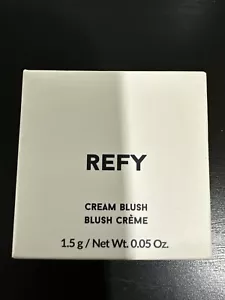 REFY
CREAM BLUSH
BLUSH CRÈME
1.5 g / Net Wt. 0.05 Oz.